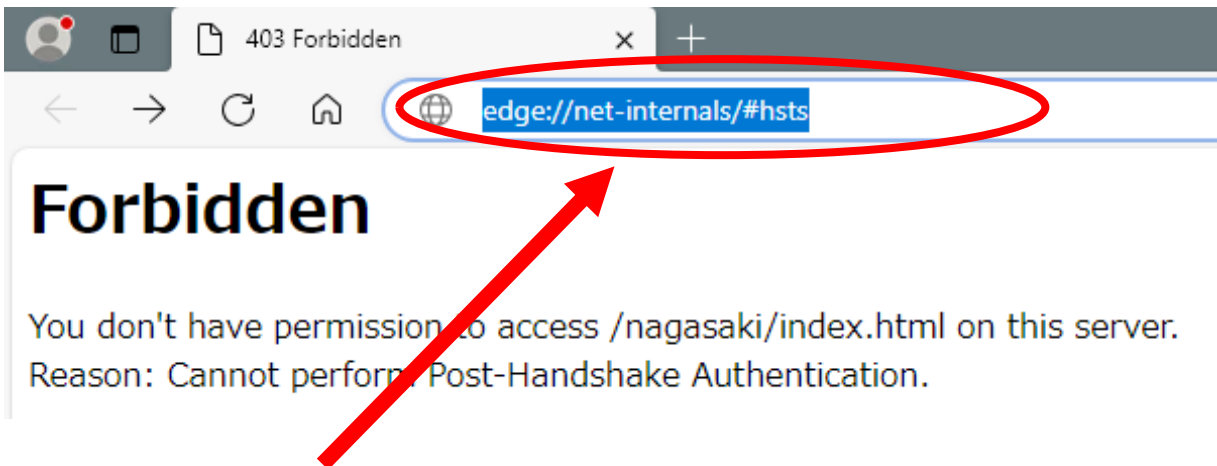 403 Forbidden
edge://net-internals/#hsts
Forbidden
You don't have permission to access /nagasaki/index.html on this server.
Reason: Cannot perform Post-Handshake Authentication.